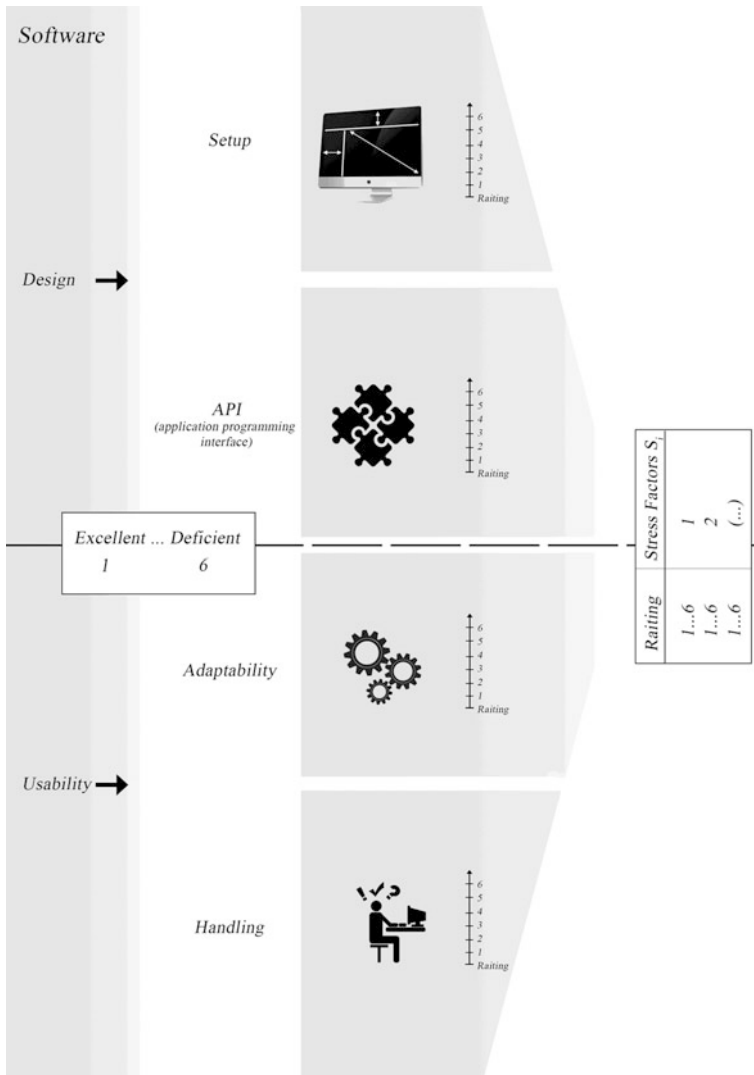 Software
Setup
6
5
4
3
2
1
Raiting
Design
API
(application programming
interface)
6
5
4
3
2
1
Raiting
Excellent ... Deficient
1 6
Adaptability
6
5
4
3
2
1
Raiting
Usability
Handling
6
5
4
3
2
1
Raiting
Raiting Stress Factors Si
1...6 1
1...6 2
1...6 (...)